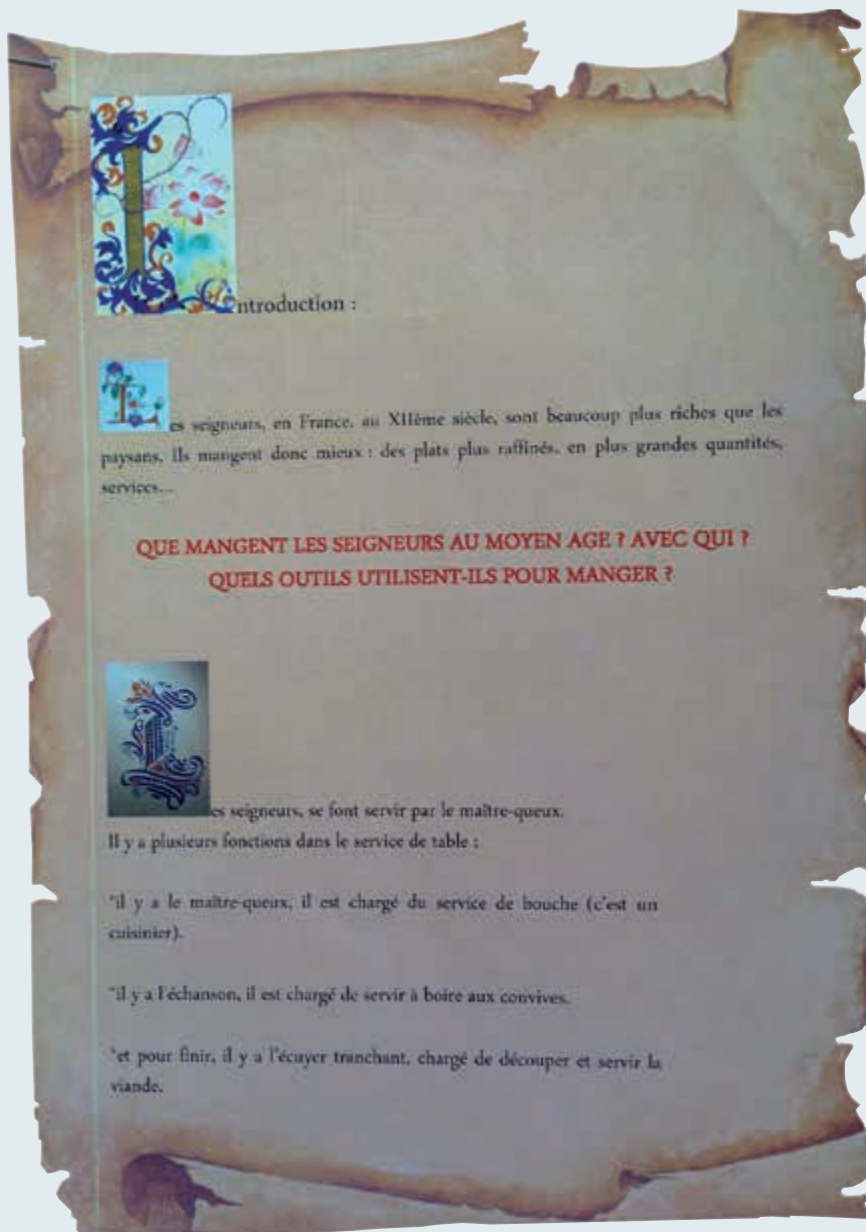 Introduction :
Les seigneurs, en France, au XIIème siècle, sont beaucoup plus riches que les
paysans. Ils mangent donc mieux : des plats plus raffinés, en plus grandes quantités,
services...
QUE MANGENT LES SEIGNEURS AU MOYEN AGE ? AVEC QUI ?
QUELS OUTILS UTILISENT-ILS POUR MANGER ?
Les seigneurs, se font servir par le maître-queux.
Il y a plusieurs fonctions dans le service de table :
*il y a le maître-queux, il est chargé du service de bouche (c'est un
cuisinier).
*il y a l'échanson, il est chargé de servir à boire aux convives.
*et pour finir, il y a l'écuyer tranchant, chargé de découper et servir la
viande.